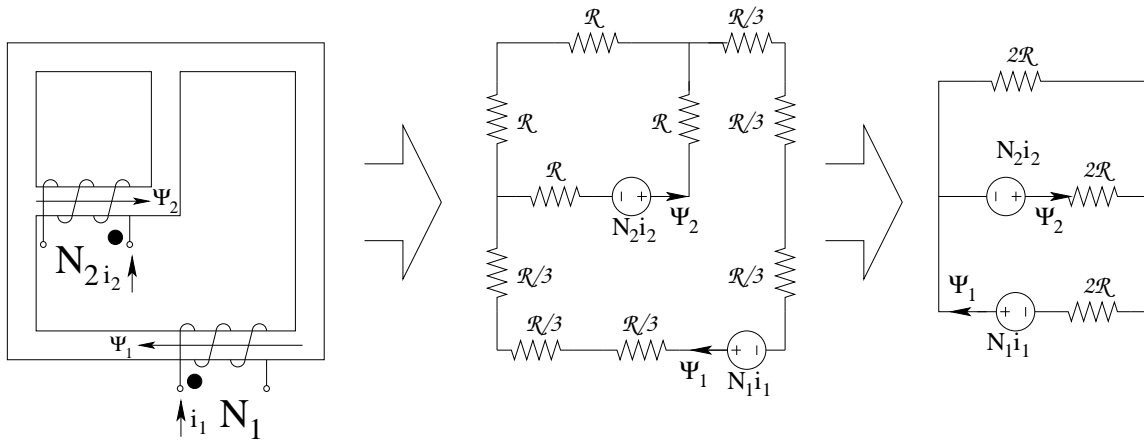 Ψ₂
N₂ i₂
Ψ₁
i₁ N₁
R
R/3
R
R
R/3
R
Ψ₂
N₂i₂
R/3
R/3
R/3
R/3
Ψ₁
N₁i₁
2R
N₂i₂
2R
Ψ₂
Ψ₁
2R
N₁i₁